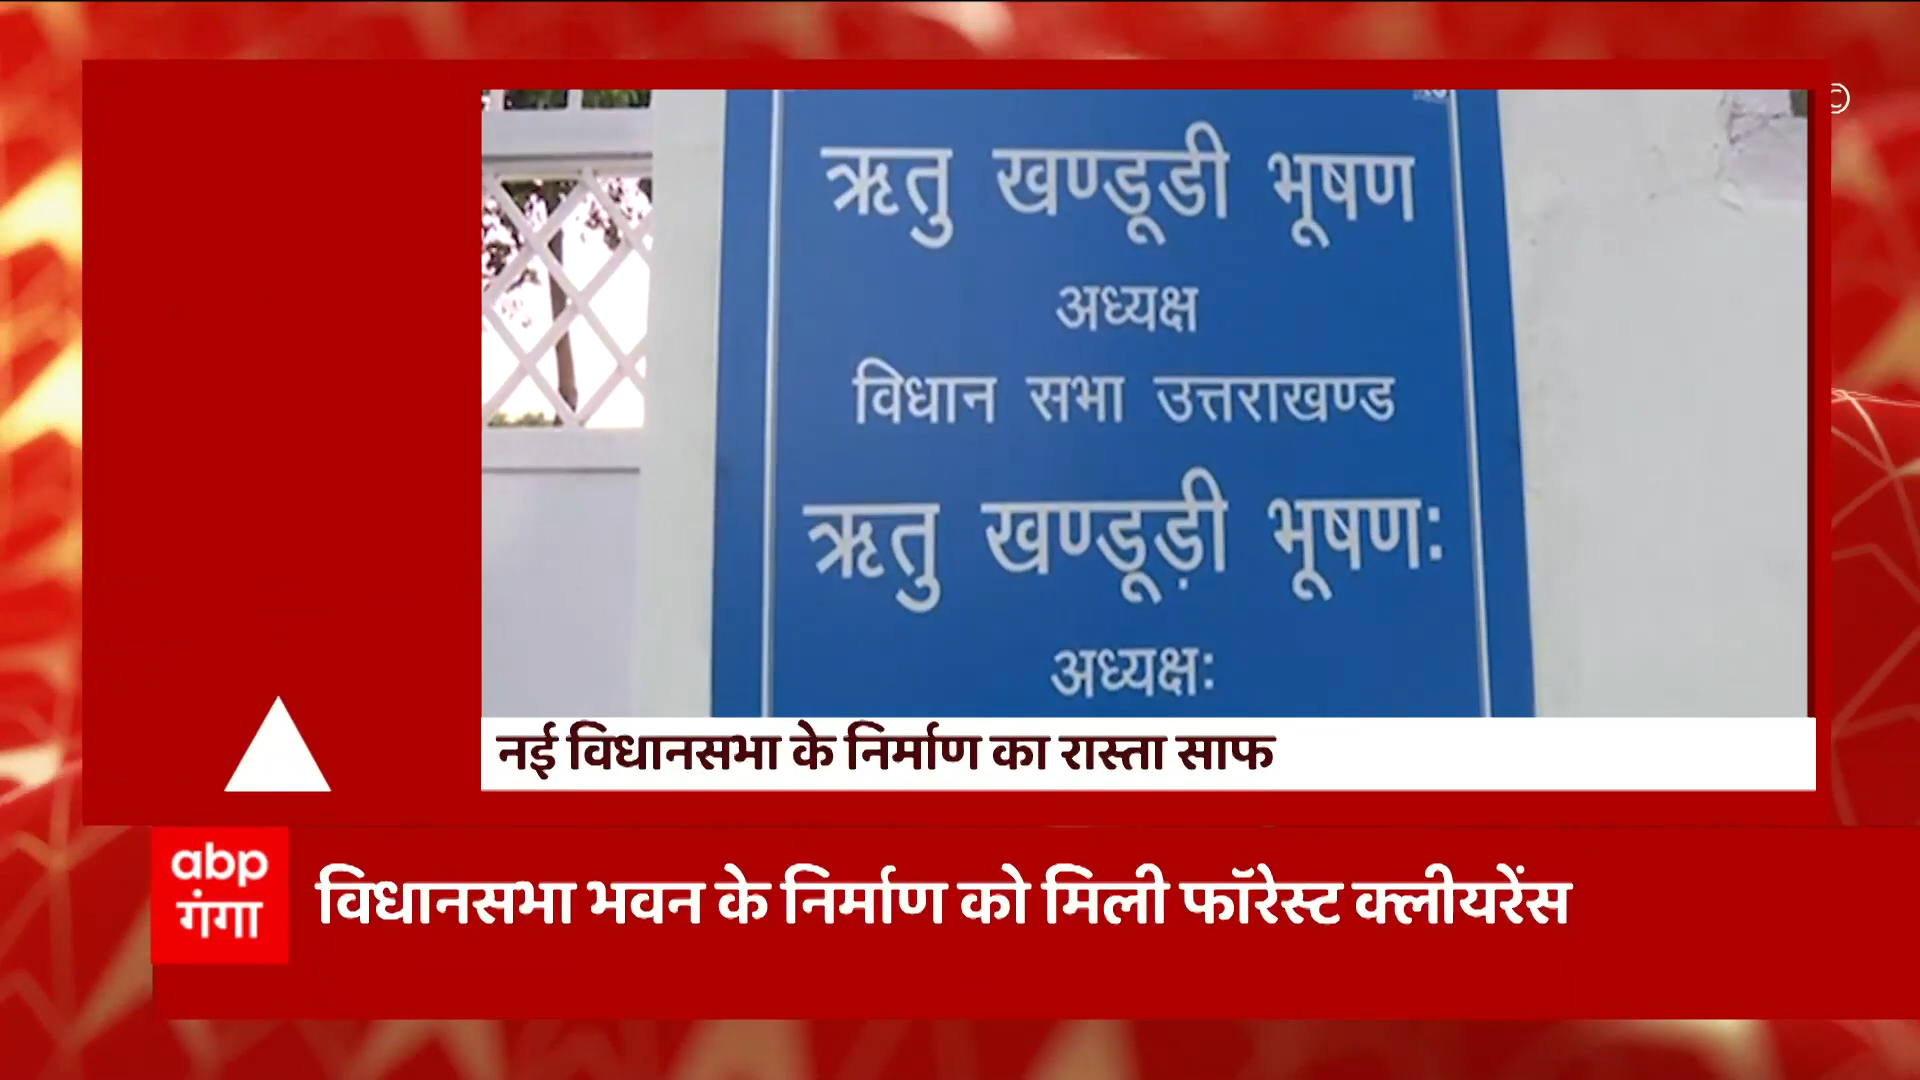 ©
ऋतु खण्डूडी भूषण
अध्यक्ष
विधान सभा उत्तराखण्ड
ऋतु खण्डूड़ी भूषण:
अध्यक्ष:
नई विधानसभा के निर्माण का रास्ता साफ
abp
गंगा
विधानसभा भवन के निर्माण को मिली फॉरेस्ट क्लीयरेंस